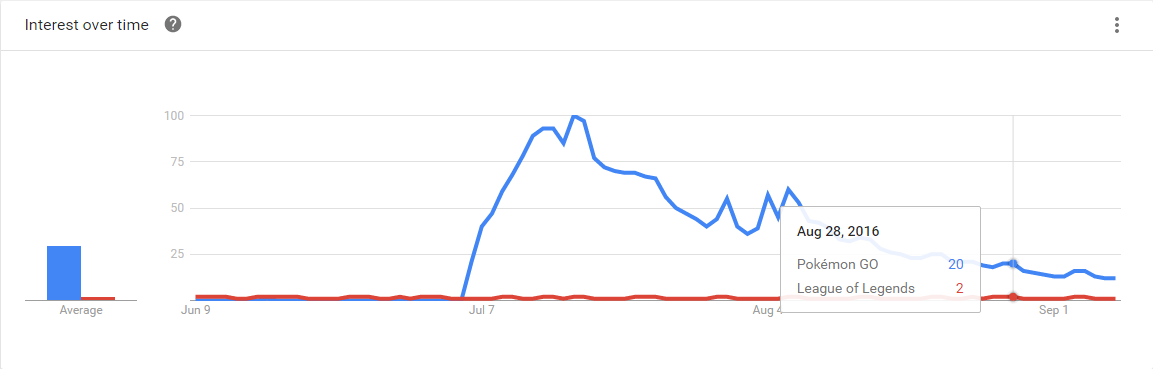 Interest over time ?
100
75
50
25
Aug 28, 2016
Pokémon GO 20
League of Legends 2
Average
Jun 9 Jul 7 Aug 4 Sep 1